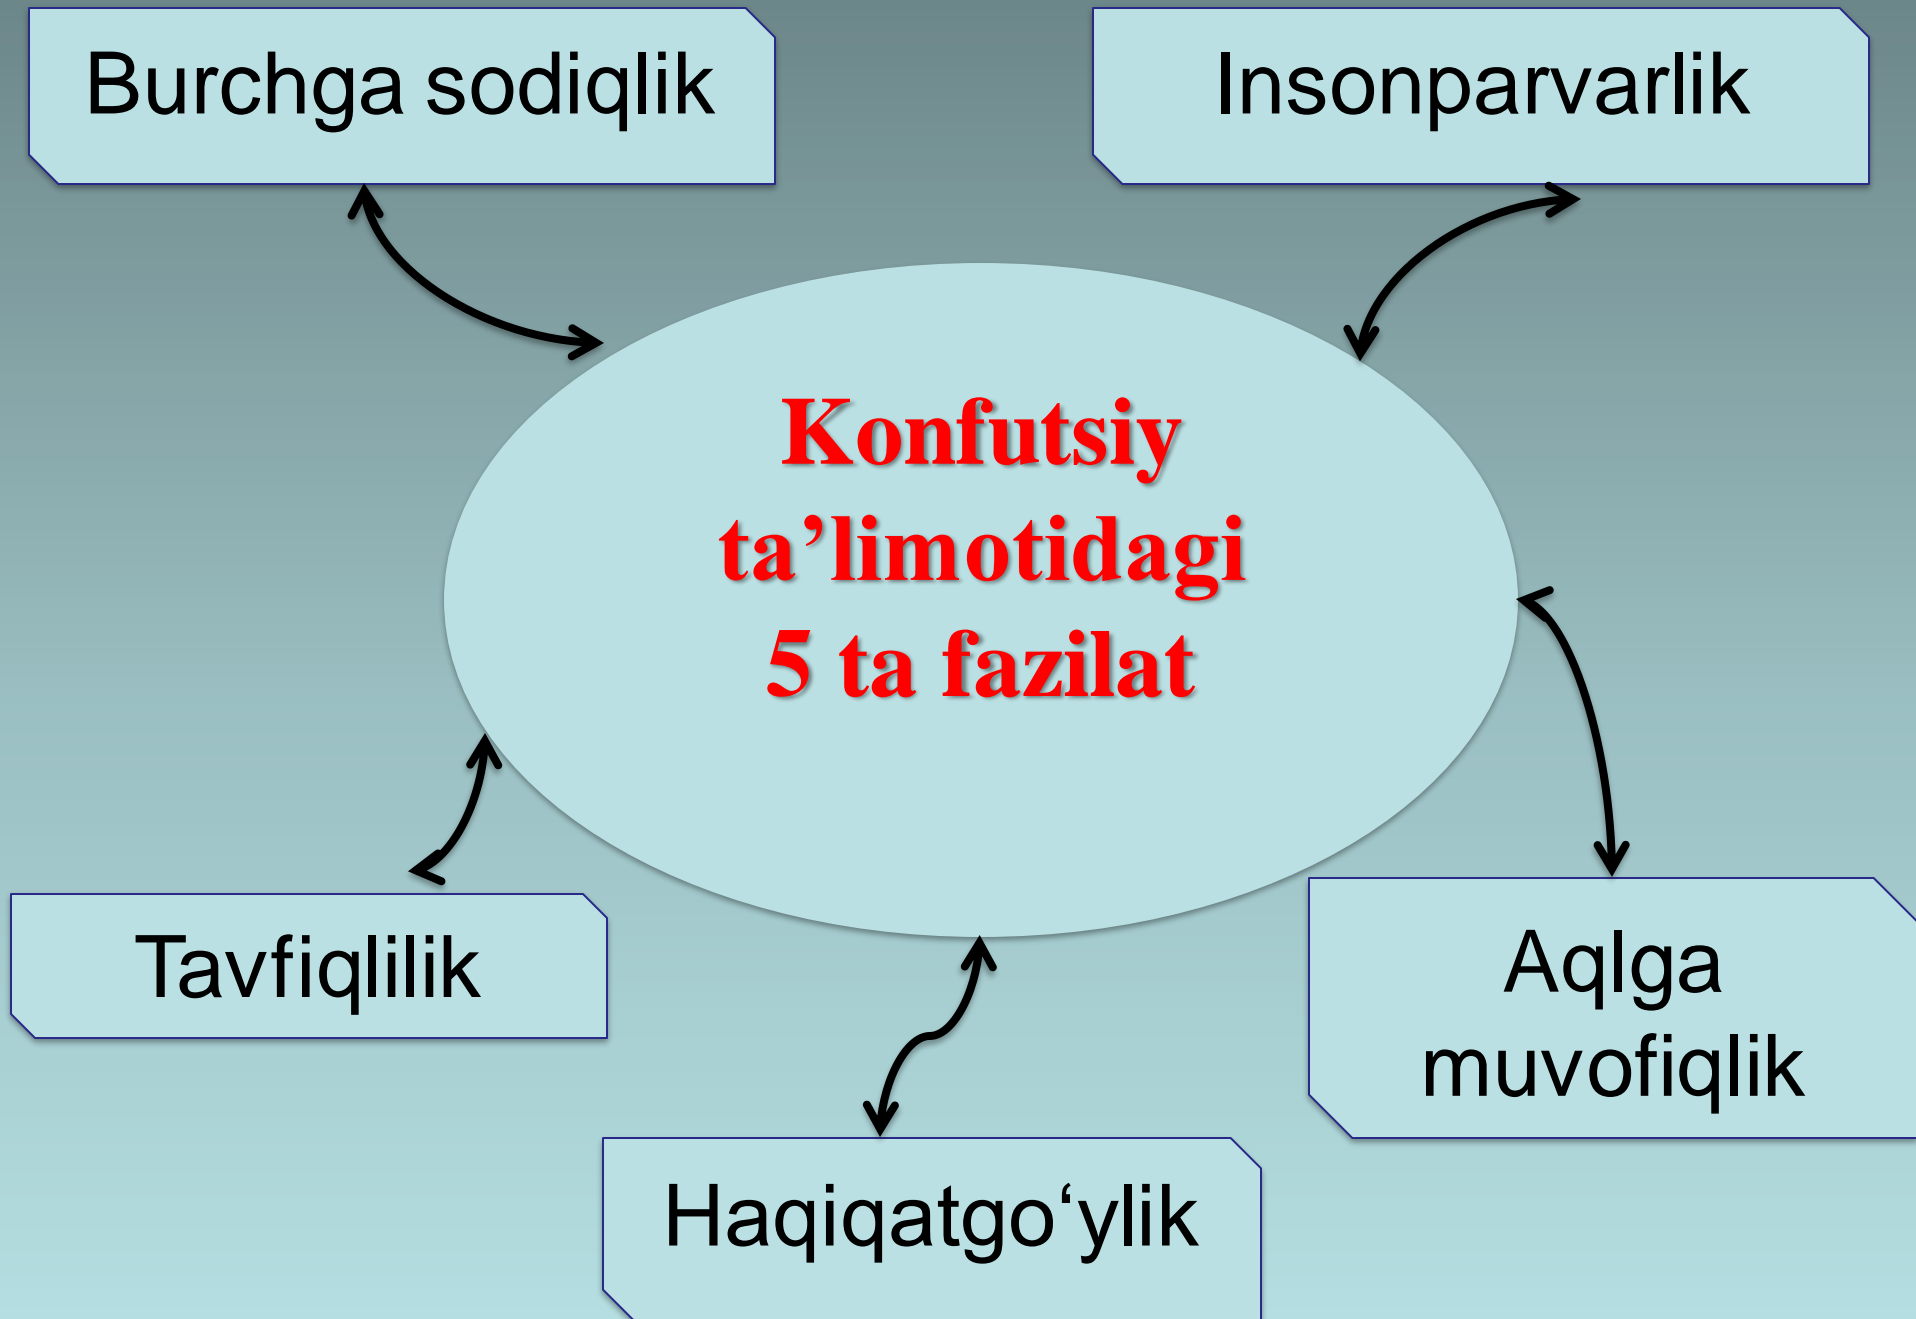 Burchga sodiqlik
Insonparvarlik
Konfutsiy
ta’limotidagi
5 ta fazilat
Tavfiqlilik
Aqlga
muvofiqlik
Haqiqatgo‘ylik